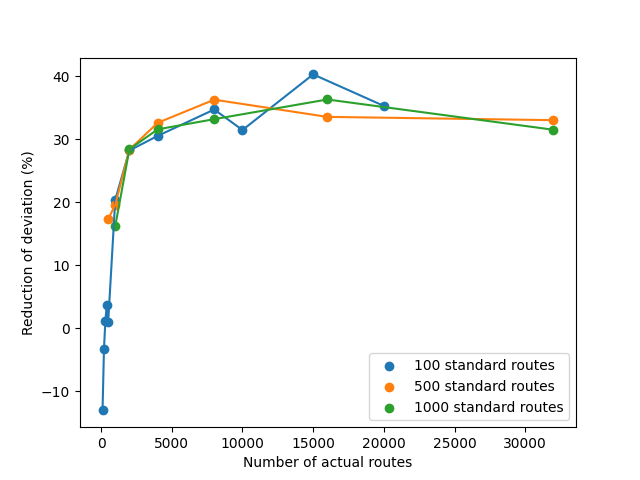 40
30
20
10
0
−10
Reduction of deviation (%)
100 standard routes
500 standard routes
1000 standard routes
0 5000 10000 15000 20000 25000 30000
Number of actual routes